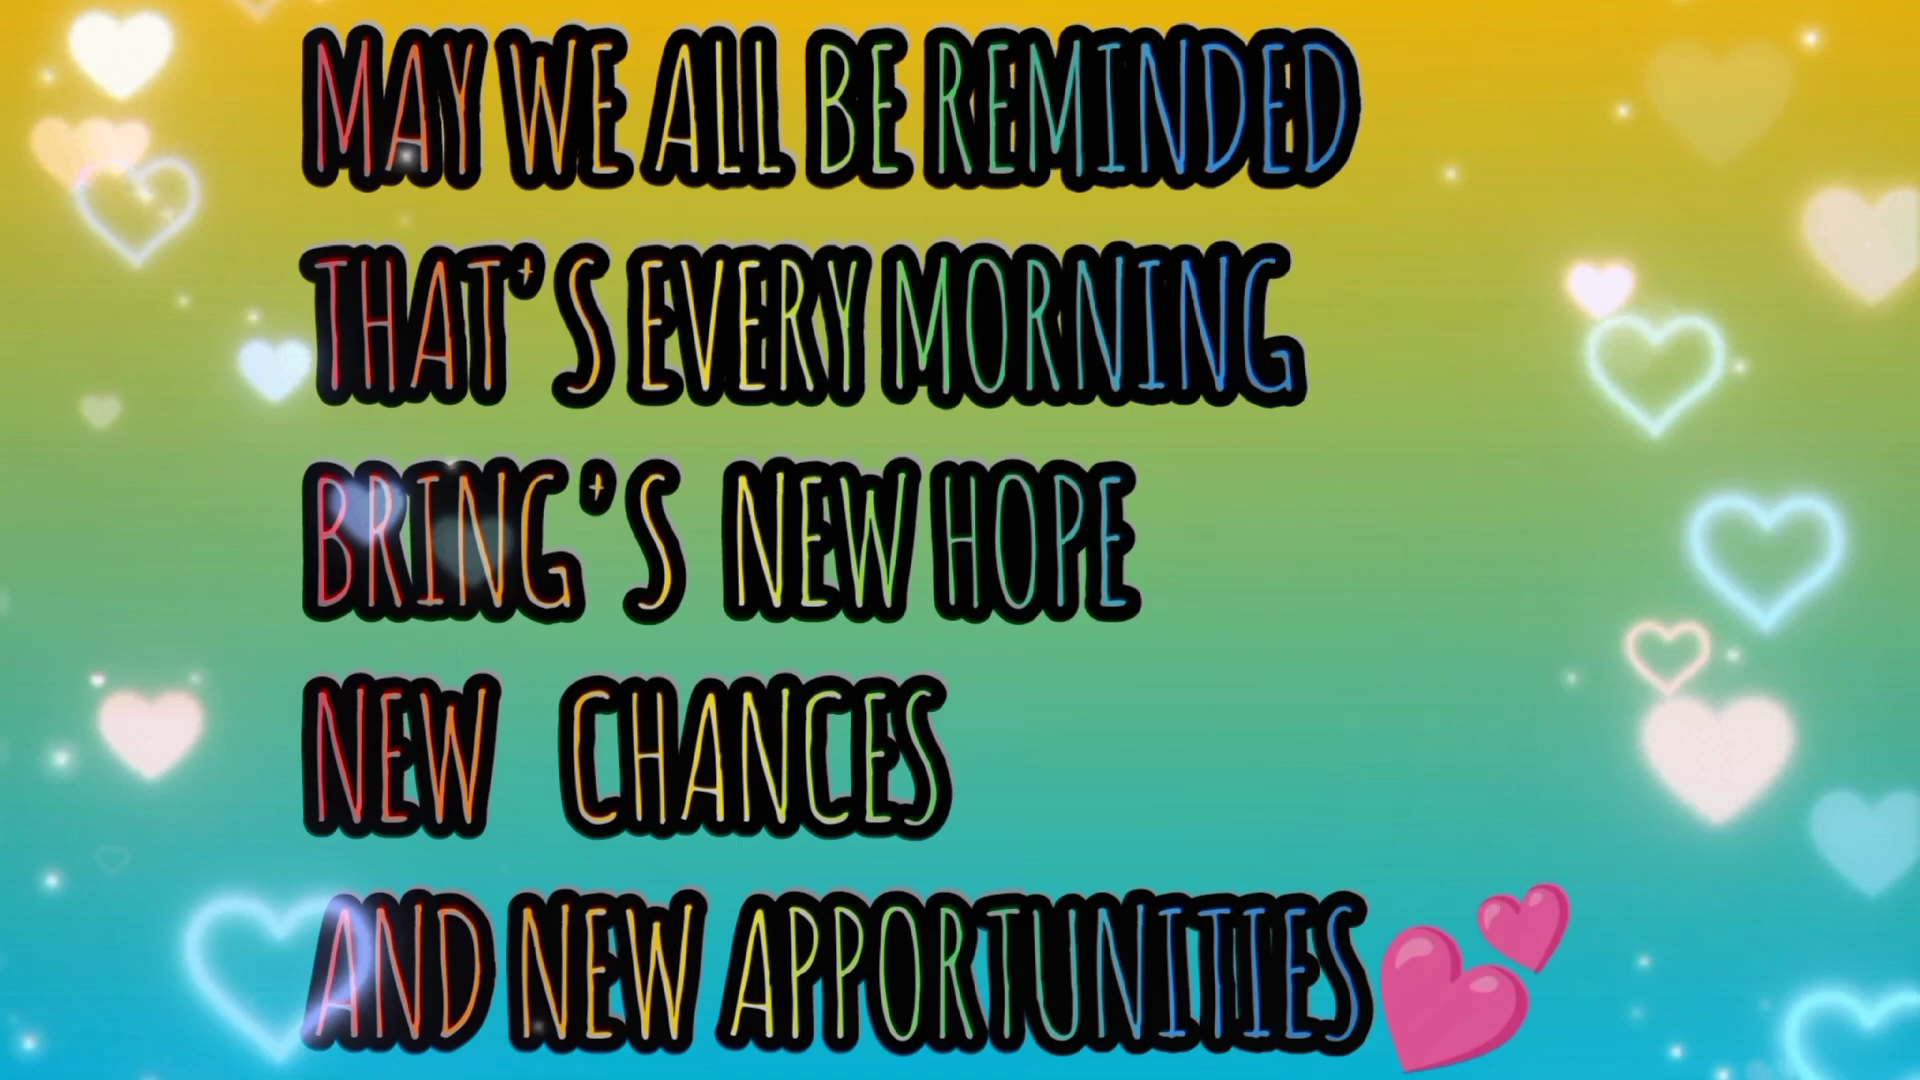 MAY WE ALL BE REMINDED
THAT'S EVERY MORNING
BRING'S NEW HOPE
NEW CHANCES
AND NEW APPORTUNITIES💕